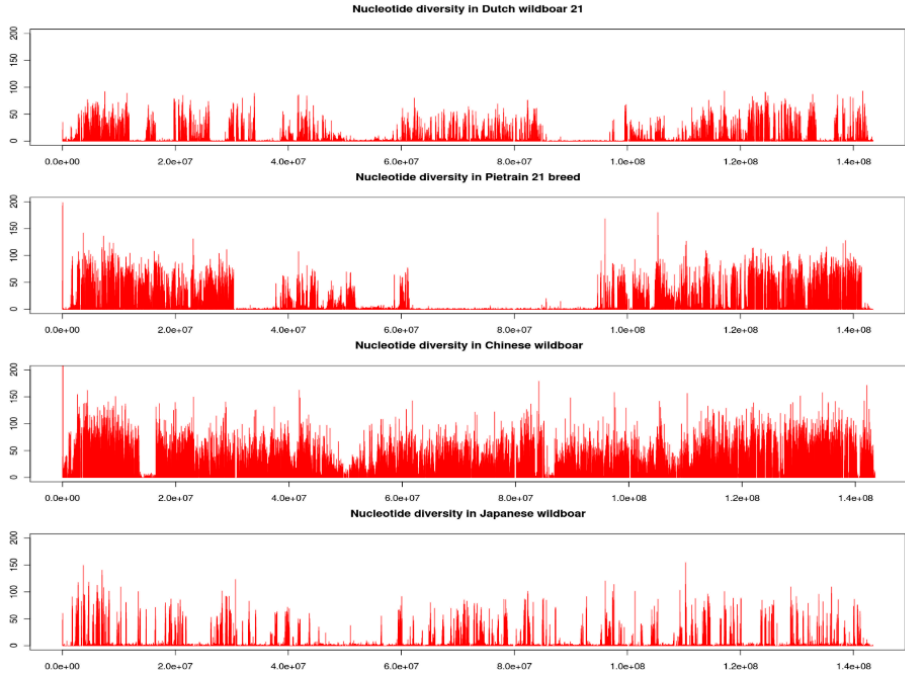 Nucleotide diversity in Dutch wildboar 21
200
150
100
50
0
0.0e+00 2.0e+07 4.0e+07 6.0e+07 8.0e+07 1.0e+08 1.2e+08 1.4e+08
Nucleotide diversity in Pietrain 21 breed
200
150
100
50
0
0.0e+00 2.0e+07 4.0e+07 6.0e+07 8.0e+07 1.0e+08 1.2e+08 1.4e+08
Nucleotide diversity in Chinese wildboar
200
150
100
50
0
0.0e+00 2.0e+07 4.0e+07 6.0e+07 8.0e+07 1.0e+08 1.2e+08 1.4e+08
Nucleotide diversity in Japanese wildboar
200
150
100
50
0
0.0e+00 2.0e+07 4.0e+07 6.0e+07 8.0e+07 1.0e+08 1.2e+08 1.4e+08